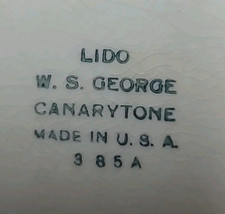 LIDO
W. S. GEORGE
CANARYTONE
MADE IN U. S. A.
3 8 5 A